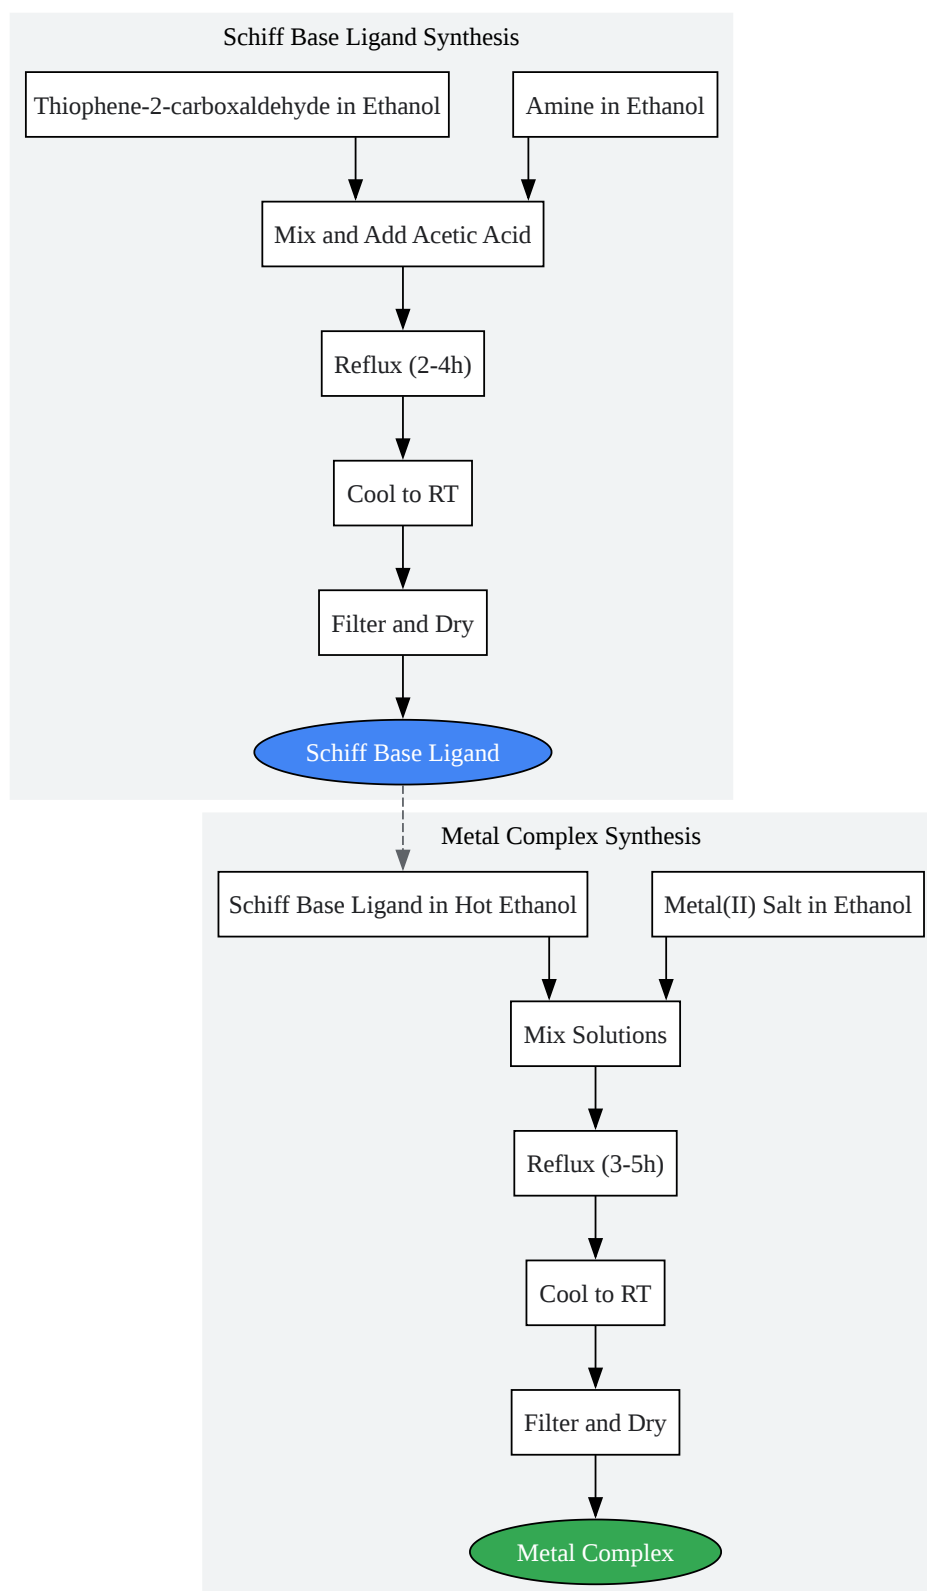 Schiff Base Ligand Synthesis
Thiophene-2-carboxaldehyde in Ethanol
Amine in Ethanol
Mix and Add Acetic Acid
Reflux (2-4h)
Cool to RT
Filter and Dry
Schiff Base Ligand
Metal Complex Synthesis
Schiff Base Ligand in Hot Ethanol
Metal(II) Salt in Ethanol
Mix Solutions
Reflux (3-5h)
Cool to RT
Filter and Dry
Metal Complex